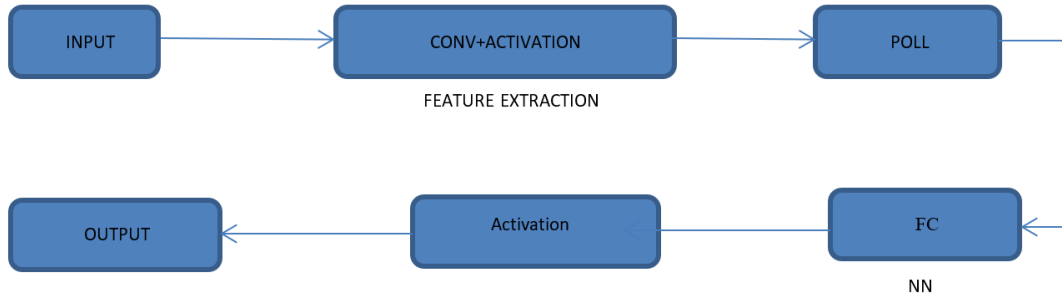 INPUT
CONV+ACTIVATION
POLL
FEATURE EXTRACTION
OUTPUT
Activation
FC
NN